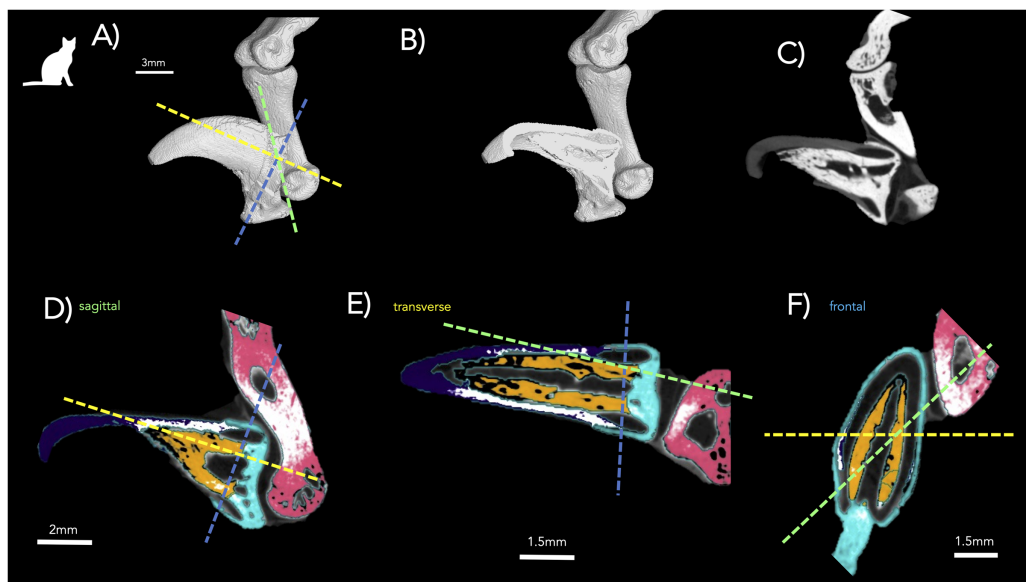 A)
B)
C)
3mm
D) sagittal
E) transverse
F) frontal
2mm
1.5mm
1.5mm